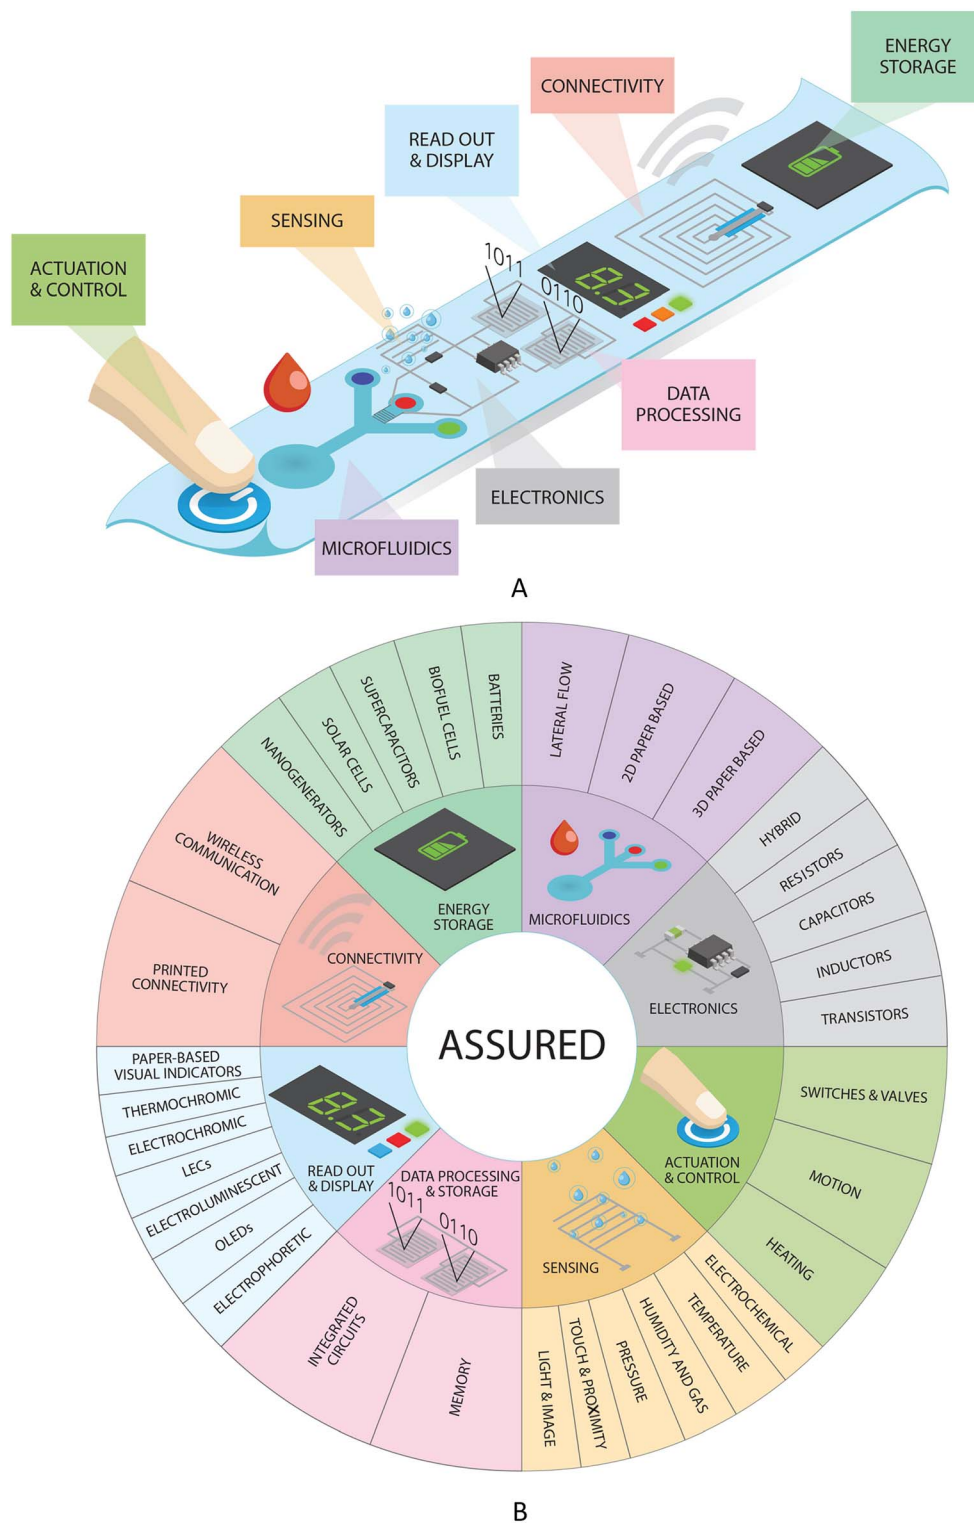 ENERGY
STORAGE
CONNECTIVITY
READ OUT
& DISPLAY
SENSING
ACTUATION
& CONTROL
1011
0110
8.3
DATA
PROCESSING
ELECTRONICS
MICROFLUIDICS
A
BATTERIES
BIOFUEL CELLS
SUPERCAPACITORS
SOLAR CELLS
NANOGENERATORS
LATERAL FLOW
2D PAPER BASED
3D PAPER BASED
HYBRID
RESISTORS
CAPACITORS
INDUCTORS
TRANSISTORS
WIRELESS
COMMUNICATION
PRINTED
CONNECTIVITY
ENERGY
STORAGE
MICROFLUIDICS
CONNECTIVITY
ELECTRONICS
ASSURED
PAPER-BASED
VISUAL INDICATORS
THERMOCHROMIC
ELECTROCHROMIC
LECs
ELECTROLUMINESCENT
OLEDs
ELECTROPHORETIC
8.3
READ OUT
& DISPLAY
DATA PROCESSING
& STORAGE
1011
0110
SENSING
ACTUATION
& CONTROL
SWITCHES & VALVES
MOTION
HEATING
INTEGRATED
CIRCUITS
MEMORY
LIGHT & IMAGE
TOUCH & PROXIMITY
PRESSURE
HUMIDITY AND GAS
TEMPERATURE
ELECTROCHEMICAL
B